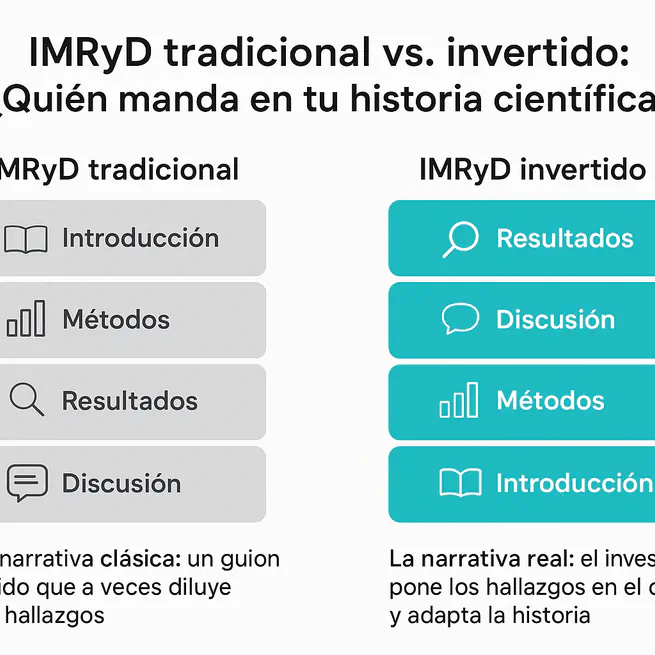 IMRyD tradicional vs. invertido:
¿Quién manda en tu historia científica
MRyD tradicional
Introducción
Métodos
Resultados
Discusión
narrativa clásica: un guion
ido que a veces diluye
hallazgos
IMRyD invertido
Resultados
Discusión
Métodos
Introducción
La narrativa real: el inves
pone los hallazgos en el c
y adapta la historia